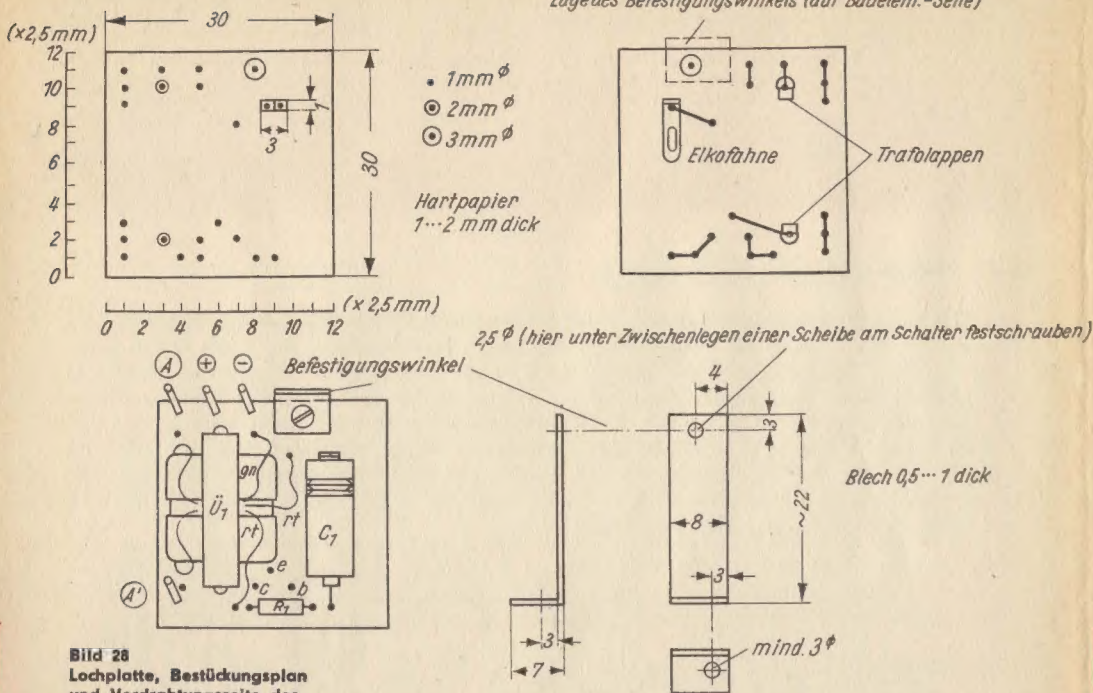 Lage des Befestigungswinkels (auf Bauelem.-Seite)
30
(×2,5mm)
12
10
8
6
4
2
0
1
3
30
• 1mm ⌀
2mm ⌀
3mm ⌀
Hartpapier
1···2 mm dick
Elkofahne
Trafolappen
0 2 4 6 8 10 12
(× 2,5mm)
2,5 ⌀ (hier unter Zwischenlegen einer Scheibe am Schalter festschrauben)
A + −
Befestigungswinkel
gn
Ü1
rt
rt
C1
e
c b
A'
R1
4
3
8
~22
3
3
7
Blech 0,5··· 1 dick
mind. 3⌀
Bild 28
Lochplatte, Bestückungsplan
und Verdrahtungsseite des